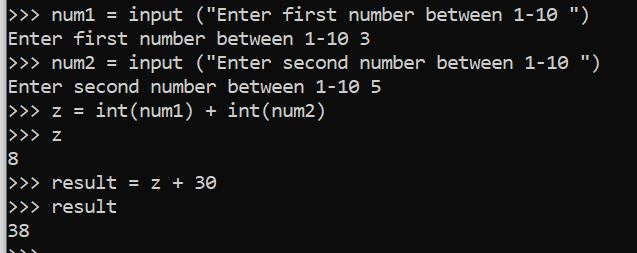 >>> num1 = input ("Enter first number between 1-10 ")
Enter first number between 1-10 3
>>> num2 = input ("Enter second number between 1-10 ")
Enter second number between 1-10 5
>>> z = int(num1) + int(num2)
>>> z
8
>>> result = z + 30
>>> result
38
>>>